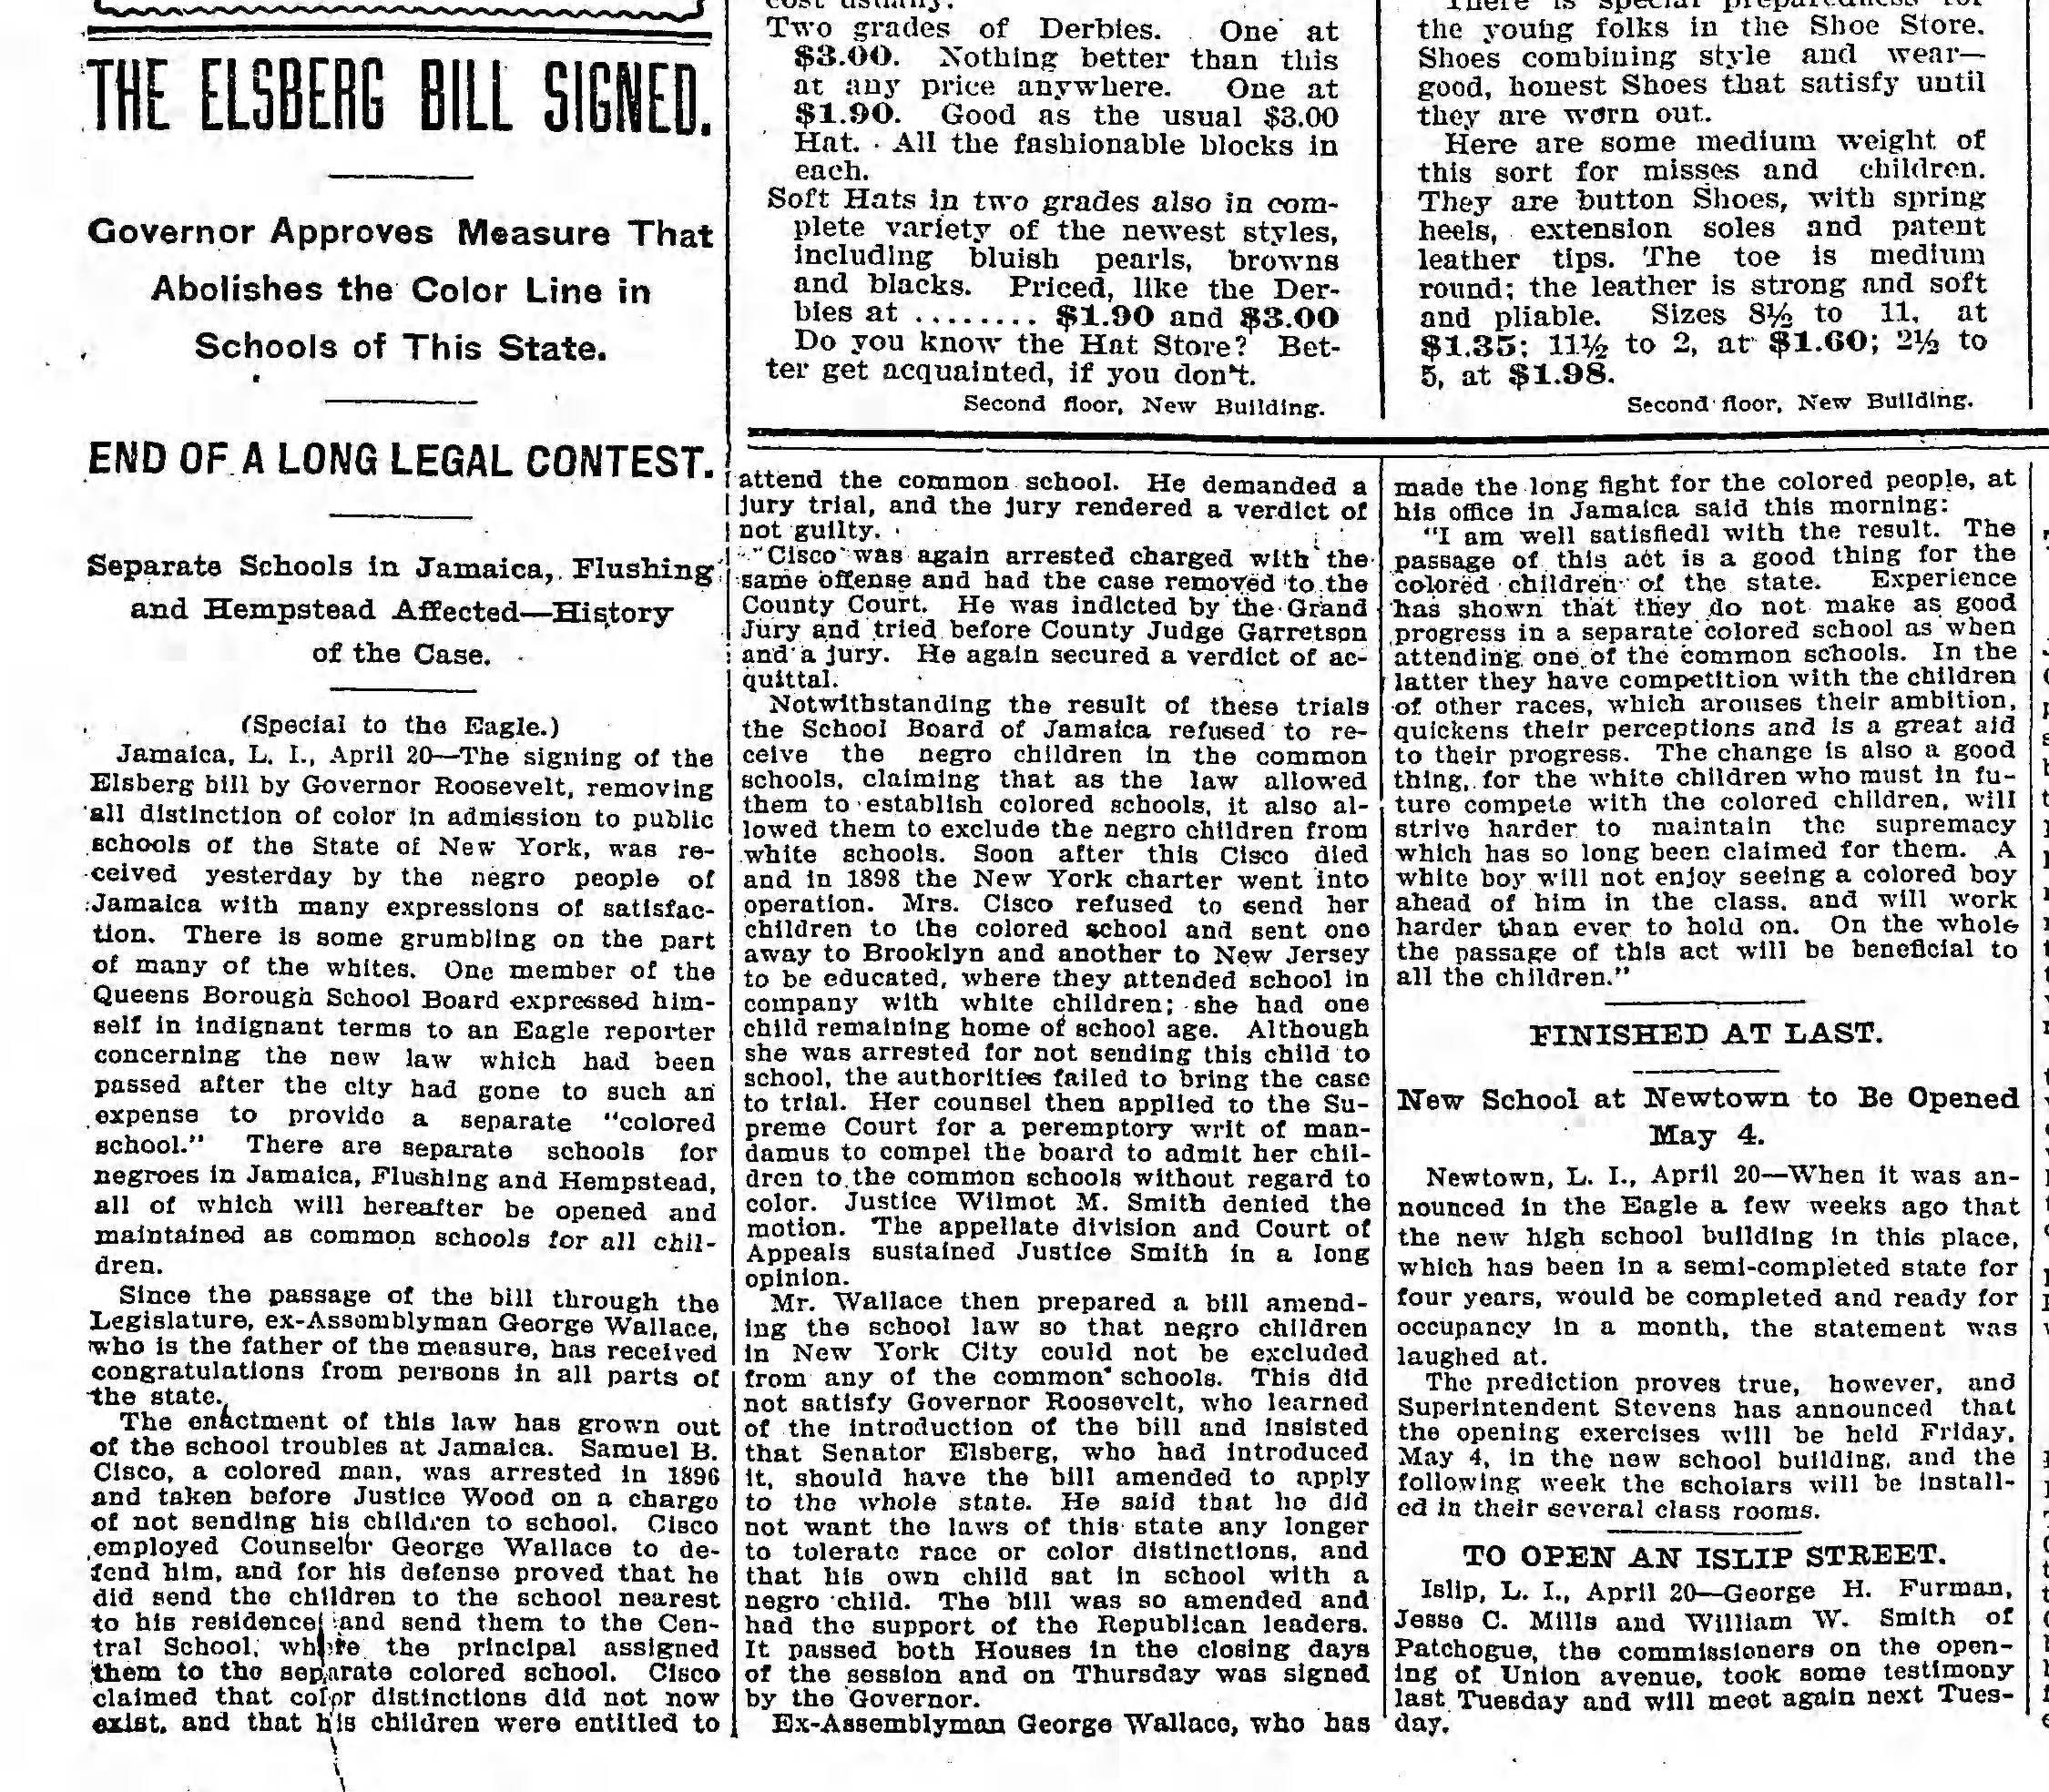 THE ELSBERG BILL SIGNED.
Governor Approves Measure That
Abolishes the Color Line in
Schools of This State.
END OF A LONG LEGAL CONTEST.
Separate Schools in Jamaica, Flushing
and Hempstead Affected—History
of the Case.
(Special to the Eagle.)
Jamaica, L. I., April 20—The signing of the
Elsberg bill by Governor Roosevelt, removing
all distinction of color in admission to public
schools of the State of New York, was re-
ceived yesterday by the negro people of
Jamaica with many expressions of satisfac-
tion. There is some grumbling on the part
of many of the whites. One member of the
Queens Borough School Board expressed him-
self in indignant terms to an Eagle reporter
concerning the new law which had been
passed after the city had gone to such an
expense to provide a separate "colored
school." There are separate schools for
negroes in Jamaica, Flushing and Hempstead,
all of which will hereafter be opened and
maintained as common schools for all chil-
dren.
Since the passage of the bill through the
Legislature, ex-Assemblyman George Wallace,
who is the father of the measure, has received
congratulations from persons in all parts of
the state.
The enactment of this law has grown out
of the school troubles at Jamaica. Samuel B.
Cisco, a colored man, was arrested in 1896
and taken before Justice Wood on a charge
of not sending his children to school. Cisco
employed Counselor George Wallace to de-
fend him, and for his defense proved that he
did send the children to the school nearest
to his residence and send them to the Cen-
tral School, where the principal assigned
them to the separate colored school. Cisco
claimed that color distinctions did not now
exist, and that his children were entitled to
cost usually.
Two grades of Derbies. One at
$3.00. Nothing better than this
at any price anywhere. One at
$1.90. Good as the usual $3.00
Hat. All the fashionable blocks in
each.
Soft Hats in two grades also in com-
plete variety of the newest styles,
including bluish pearls, browns
and blacks. Priced, like the Der-
bies at ........ $1.90 and $3.00
Do you know the Hat Store? Bet-
ter get acquainted, if you don't.
Second floor, New Building.
There is special preparedness for
the young folks in the Shoe Store.
Shoes combining style and wear—
good, honest Shoes that satisfy until
they are worn out.
Here are some medium weight of
this sort for misses and children.
They are button Shoes, with spring
heels, extension soles and patent
leather tips. The toe is medium
round; the leather is strong and soft
and pliable. Sizes 8½ to 11, at
$1.35; 11½ to 2, at $1.60; 2½ to
5, at $1.98.
Second floor, New Building.
attend the common school. He demanded a
jury trial, and the jury rendered a verdict of
not guilty.
"Cisco was again arrested charged with the
same offense and had the case removed to the
County Court. He was indicted by the Grand
Jury and tried before County Judge Garretson
and a jury. He again secured a verdict of ac-
quittal.
Notwithstanding the result of these trials
the School Board of Jamaica refused to re-
ceive the negro children in the common
schools, claiming that as the law allowed
them to establish colored schools, it also al-
lowed them to exclude the negro children from
white schools. Soon after this Cisco died
and in 1898 the New York charter went into
operation. Mrs. Cisco refused to send her
children to the colored school and sent one
away to Brooklyn and another to New Jersey
to be educated, where they attended school in
company with white children; she had one
child remaining home of school age. Although
she was arrested for not sending this child to
school, the authorities failed to bring the case
to trial. Her counsel then applied to the Su-
preme Court for a peremptory writ of man-
damus to compel the board to admit her chil-
dren to the common schools without regard to
color. Justice Wilmot M. Smith denied the
motion. The appellate division and Court of
Appeals sustained Justice Smith in a long
opinion.
Mr. Wallace then prepared a bill amend-
ing the school law so that negro children
in New York City could not be excluded
from any of the common schools. This did
not satisfy Governor Roosevelt, who learned
of the introduction of the bill and insisted
that Senator Elsberg, who had introduced
it, should have the bill amended to apply
to the whole state. He said that he did
not want the laws of this state any longer
to tolerate race or color distinctions, and
that his own child sat in school with a
negro child. The bill was so amended and
had the support of the Republican leaders.
It passed both Houses in the closing days
of the session and on Thursday was signed
by the Governor.
Ex-Assemblyman George Wallace, who has
made the long fight for the colored people, at
his office in Jamaica said this morning:
"I am well satisfiedl with the result. The
passage of this act is a good thing for the
colored children of the state. Experience
has shown that they do not make as good
progress in a separate colored school as when
attending one of the common schools. In the
latter they have competition with the children
of other races, which arouses their ambition,
quickens their perceptions and is a great aid
to their progress. The change is also a good
thing, for the white children who must in fu-
ture compete with the colored children, will
strive harder to maintain the supremacy
which has so long been claimed for them. A
white boy will not enjoy seeing a colored boy
ahead of him in the class, and will work
harder than ever to hold on. On the whole
the passage of this act will be beneficial to
all the children."
FINISHED AT LAST.
New School at Newtown to Be Opened
May 4.
Newtown, L. I., April 20—When it was an-
nounced in the Eagle a few weeks ago that
the new high school building in this place,
which has been in a semi-completed state for
four years, would be completed and ready for
occupancy in a month, the statement was
laughed at.
The prediction proves true, however, and
Superintendent Stevens has announced that
the opening exercises will be held Friday,
May 4, in the new school building, and the
following week the scholars will be install-
ed in their several class rooms.
TO OPEN AN ISLIP STREET.
Islip, L. I., April 20—George H. Furman,
Jesse C. Mills and William W. Smith of
Patchogue, the commissioners on the open-
ing of Union avenue, took some testimony
last Tuesday and will meet again next Tues-
day.